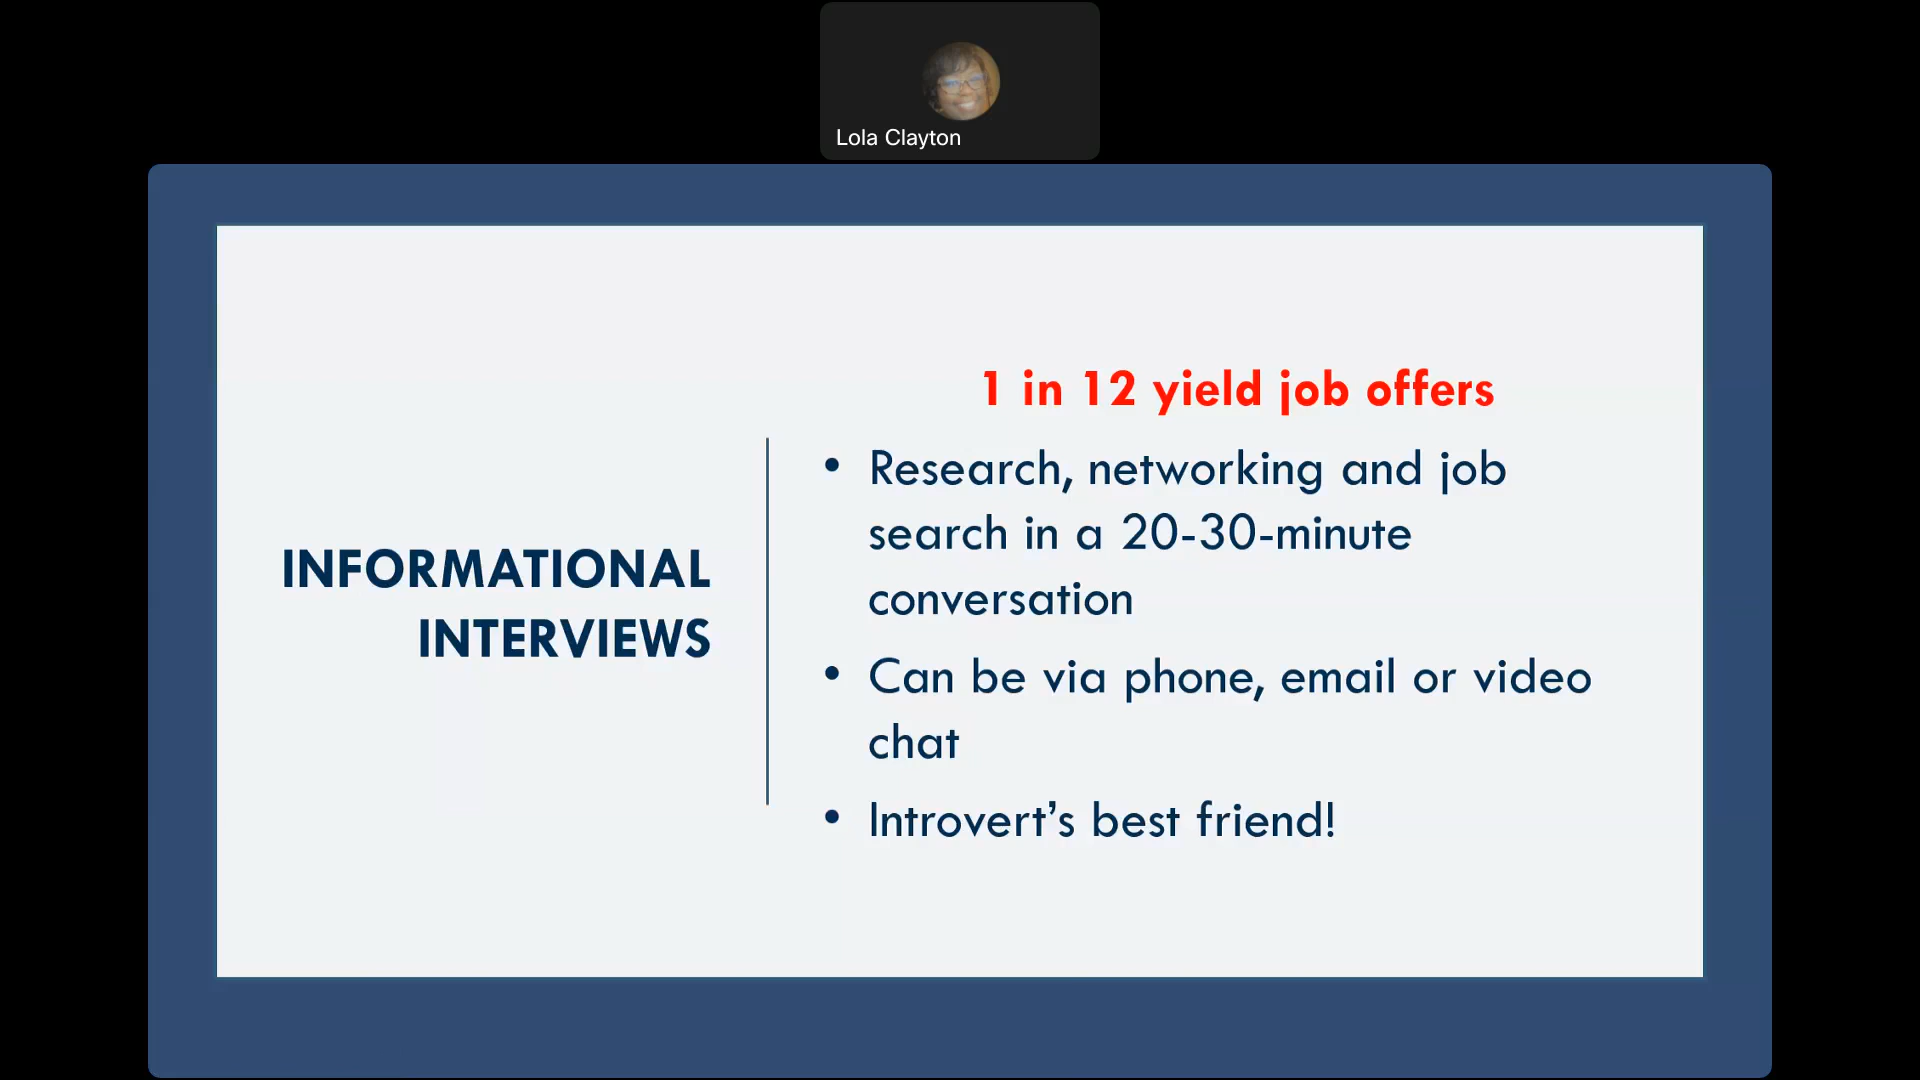 Lola Clayton
INFORMATIONAL
INTERVIEWS
1 in 12 yield job offers
• Research, networking and job
search in a 20-30-minute
conversation
• Can be via phone, email or video
chat
• Introvert’s best friend!